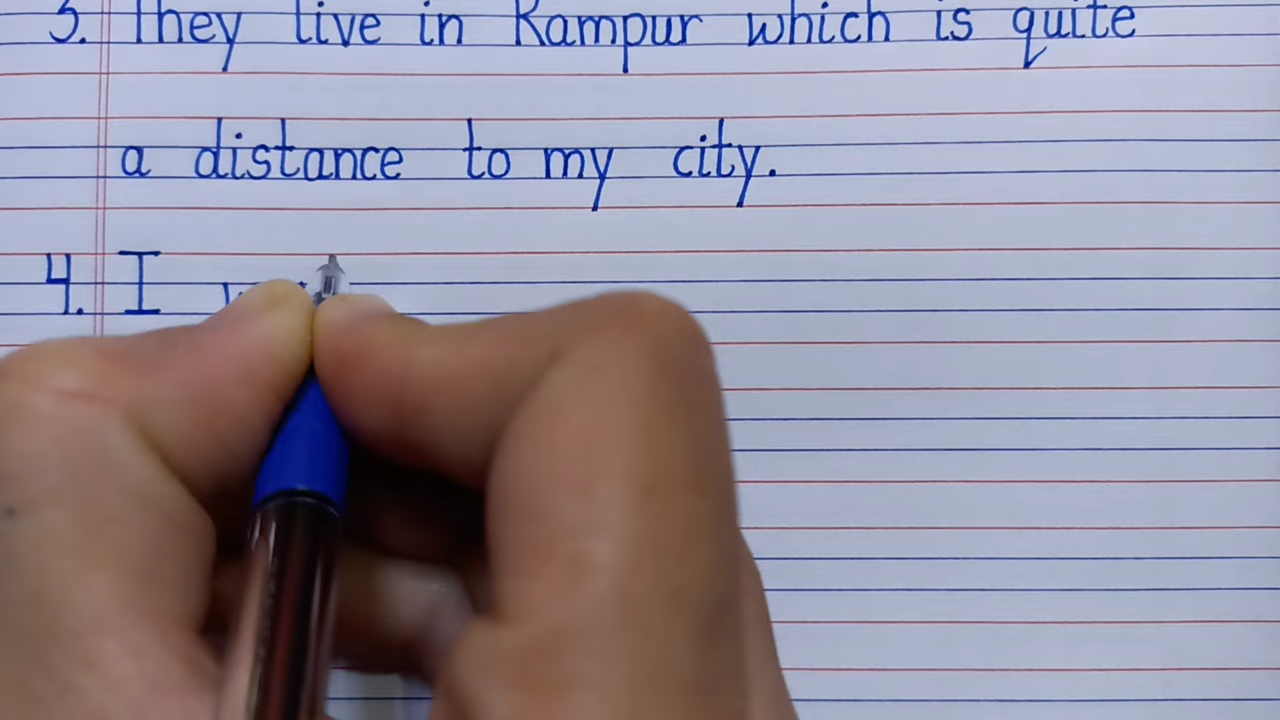 3. They live in Rampur which is quite
a distance to my city.
4. I